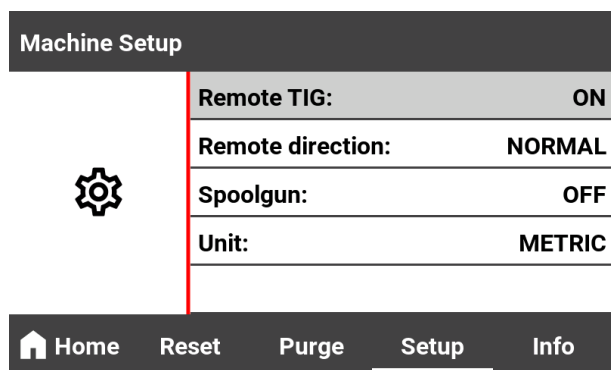 Machine Setup
Remote TIG: ON
Remote direction: NORMAL
Spoolgun: OFF
Unit: METRIC
Home Reset Purge Setup Info